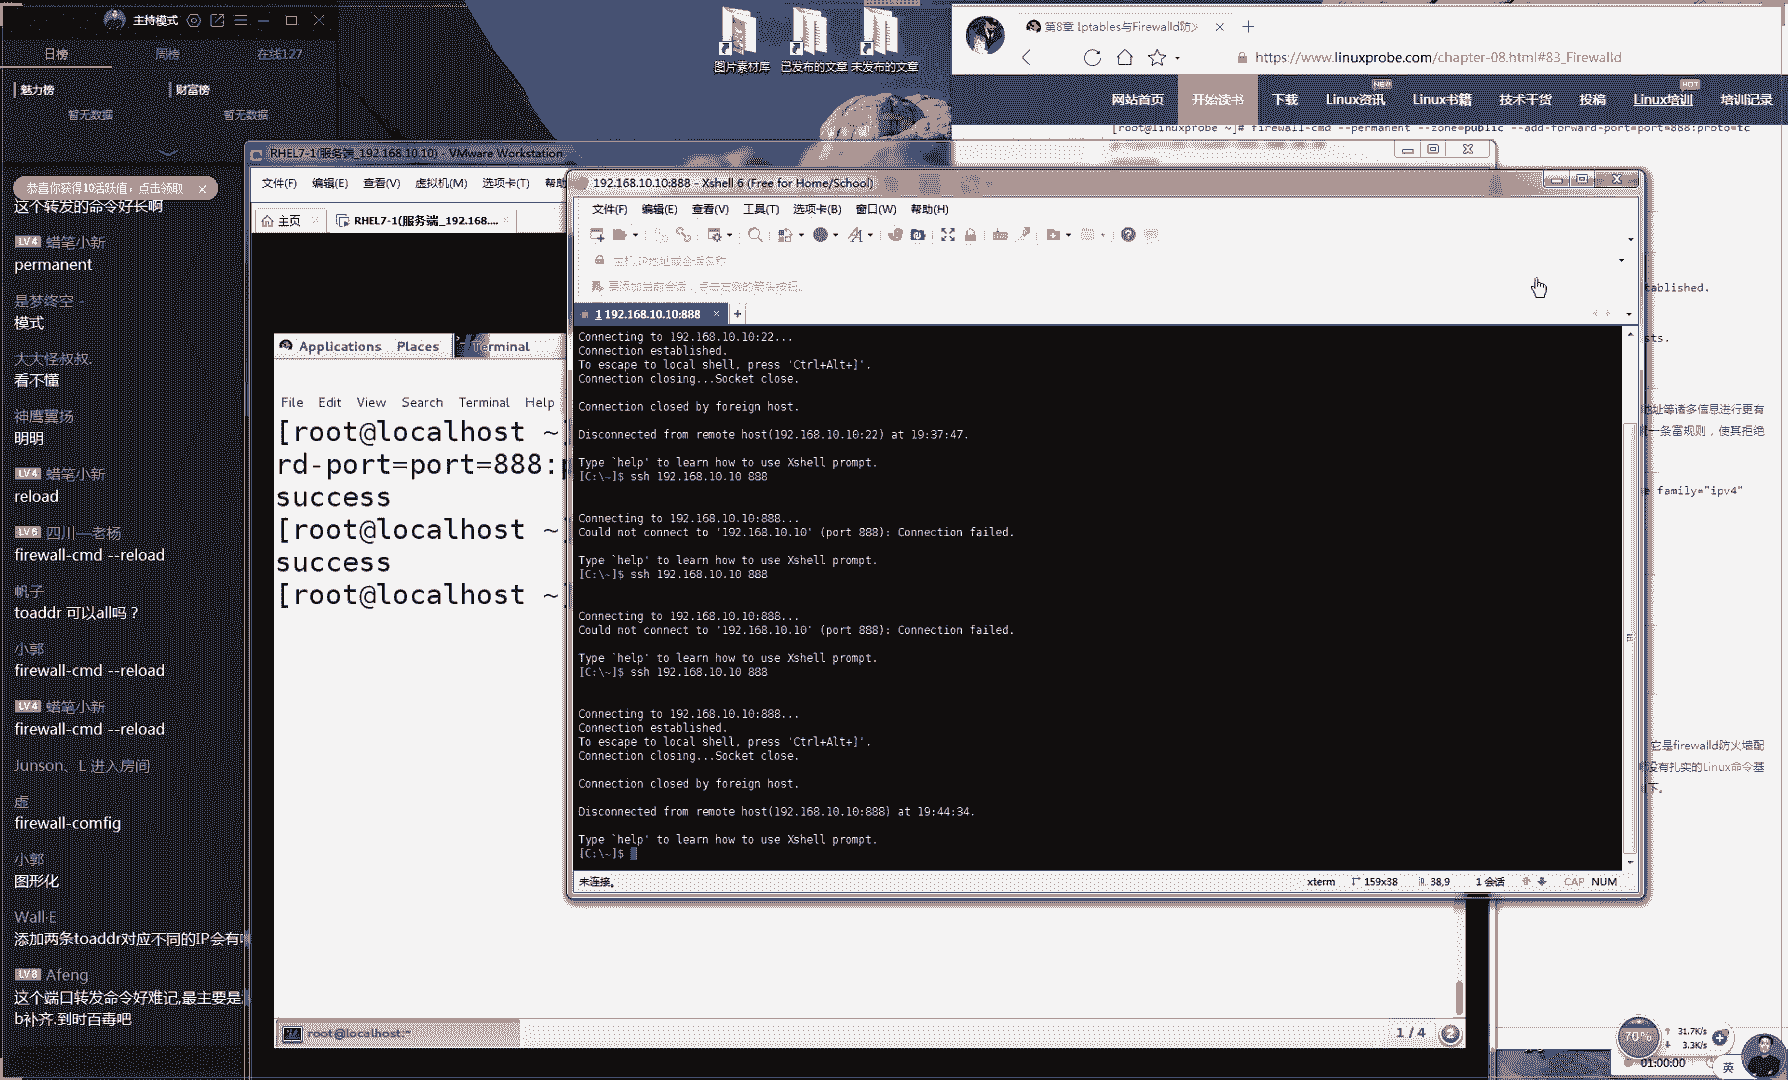 主持模式
日榜
周榜
在线127
魅力榜
财富榜
暂无数据
暂无数据
恭喜你获得10活跃值，点击领取
这个转发的命令好长啊
LV4 蜡笔小新
permanent
是梦终空 -
模式
大大怪叔叔.
看不懂
神鹰翼场
明明
LV4 蜡笔小新
reload
LV6 四川—老杨
firewall-cmd --reload
帆子
toaddr 可以all吗？
小郭
firewall-cmd --reload
LV4 蜡笔小新
firewall-cmd --reload
Junson、L 进入房间
虚
firewall-comfig
小郭
图形化
Wall·E
添加两条toaddr对应不同的IP会有
LV8 Afeng
这个端口转发命令好难记,最主要是
b补齐.到时百毒吧
图片素材库
已发布的文章
未发布的文章
第8章 Iptables与Firewalld防
https://www.linuxprobe.com/chapter-08.html#83_Firewalld
网站首页
开始读书
下载
Linux资讯
NEW
Linux书籍
技术干货
投稿
Linux培训
HOT
培训记录
[root@linuxprobe ~]# firewall-cmd --permanent --zone=public --add-forward-port=port=888:proto=tc
RHEL7-1(服务端_192.168.10.10) - VMware Workstation
文件(F)
编辑(E)
查看(V)
虚拟机(M)
选项卡(T)
帮助
主页
RHEL7-1(服务端_192.168....
Applications
Places
Terminal
File Edit View Search Terminal Help
[root@localhost ~
rd-port=port=888:p
success
[root@localhost ~
success
[root@localhost ~
root@localhost:~
1 / 4
2
192.168.10.10:888 - Xshell 6 (Free for Home/School)
文件(F)
编辑(E)
查看(V)
工具(T)
选项卡(B)
窗口(W)
帮助(H)
主机,IP地址或会话名称
要添加当前会话，点击左侧的箭头按钮。
1 192.168.10.10:888
Connecting to 192.168.10.10:22...
Connection established.
To escape to local shell, press 'Ctrl+Alt+]'.
Connection closing...Socket close.
Connection closed by foreign host.
Disconnected from remote host(192.168.10.10:22) at 19:37:47.
Type `help' to learn how to use Xshell prompt.
[C:\~]$ ssh 192.168.10.10 888
Connecting to 192.168.10.10:888...
Could not connect to '192.168.10.10' (port 888): Connection failed.
Type `help' to learn how to use Xshell prompt.
[C:\~]$ ssh 192.168.10.10 888
Connecting to 192.168.10.10:888...
Could not connect to '192.168.10.10' (port 888): Connection failed.
Type `help' to learn how to use Xshell prompt.
[C:\~]$ ssh 192.168.10.10 888
Connecting to 192.168.10.10:888...
Connection established.
To escape to local shell, press 'Ctrl+Alt+]'.
Connection closing...Socket close.
Connection closed by foreign host.
Disconnected from remote host(192.168.10.10:888) at 19:44:34.
Type `help' to learn how to use Xshell prompt.
[C:\~]$
未连接。
xterm
159x38
38,9
1 会话
CAP
NUM
tablished.
sts.
地址等诸多信息进行更有
一条富规则，使其拒绝
e family="ipv4"
它是firewalld防火墙配
没有扎实的Linux命令基
下。
70%
31.7K/s
3.3K/s
01:00:00
英